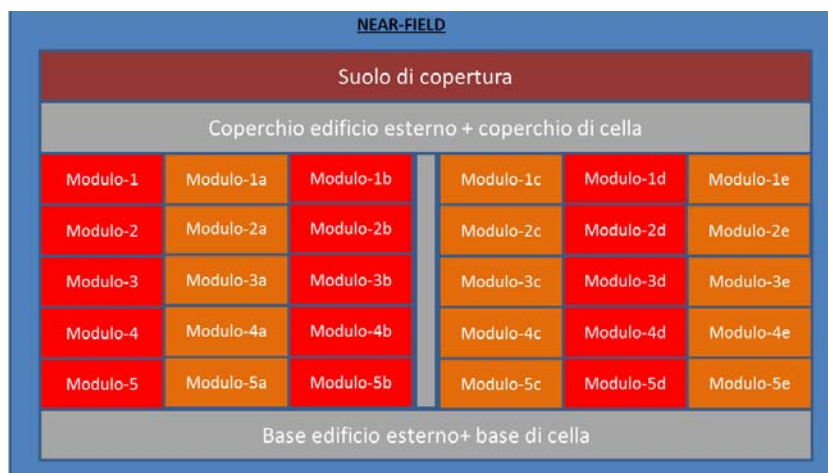 NEAR-FIELD
Suolo di copertura
Coperchio edificio esterno + coperchio di cella
Modulo-1 Modulo-1a Modulo-1b Modulo-1c Modulo-1d Modulo-1e
Modulo-2 Modulo-2a Modulo-2b Modulo-2c Modulo-2d Modulo-2e
Modulo-3 Modulo-3a Modulo-3b Modulo-3c Modulo-3d Modulo-3e
Modulo-4 Modulo-4a Modulo-4b Modulo-4c Modulo-4d Modulo-4e
Modulo-5 Modulo-5a Modulo-5b Modulo-5c Modulo-5d Modulo-5e
Base edificio esterno+ base di cella